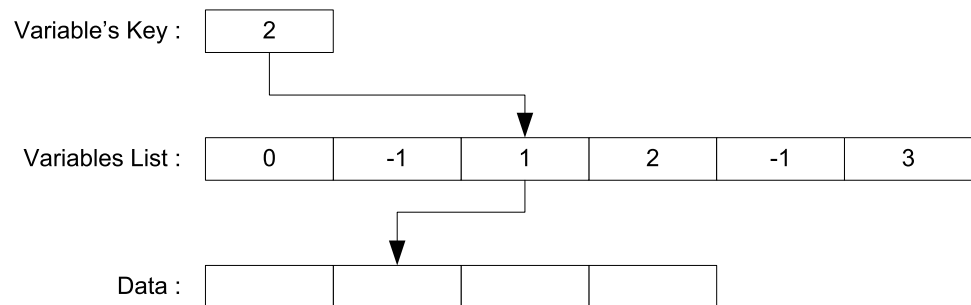 Variable’s Key : 2
Variables List : 0 -1 1 2 -1 3
Data :